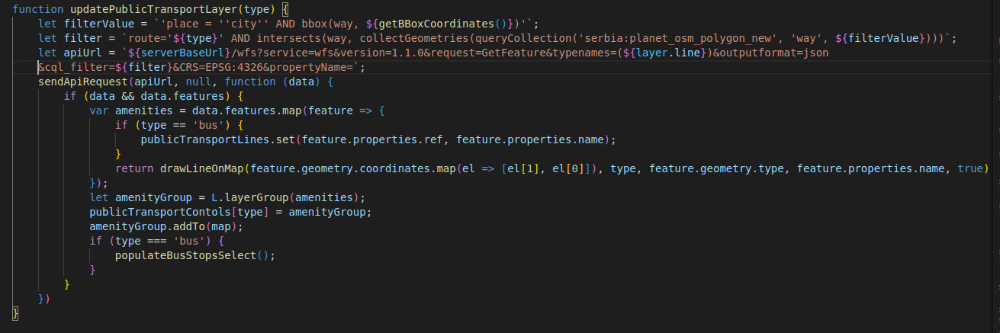 function updatePublicTransportLayer(type) {
    let filterValue = `'place = ''city'' AND bbox(way, ${getBBoxCoordinates()})'`;
    let filter = `route='${type}' AND intersects(way, collectGeometries(queryCollection('serbia:planet_osm_polygon_new', 'way', ${filterValue})))`;
    let apiUrl = `${serverBaseUrl}/wfs?service=wfs&version=1.1.0&request=GetFeature&typenames=(${layer.line})&outputformat=json
    &cql_filter=${filter}&CRS=EPSG:4326&propertyName=`;
    sendApiRequest(apiUrl, null, function (data) {
        if (data && data.features) {
            var amenities = data.features.map(feature => {
                if (type == 'bus') {
                    publicTransportLines.set(feature.properties.ref, feature.properties.name);
                }
                return drawLineOnMap(feature.geometry.coordinates.map(el => [el[1], el[0]]), type, feature.geometry.type, feature.properties.name, true)
            });
            let amenityGroup = L.layerGroup(amenities);
            publicTransportContols[type] = amenityGroup;
            amenityGroup.addTo(map);
            if (type === 'bus') {
                populateBusStopsSelect();
            }
        }
    })
}